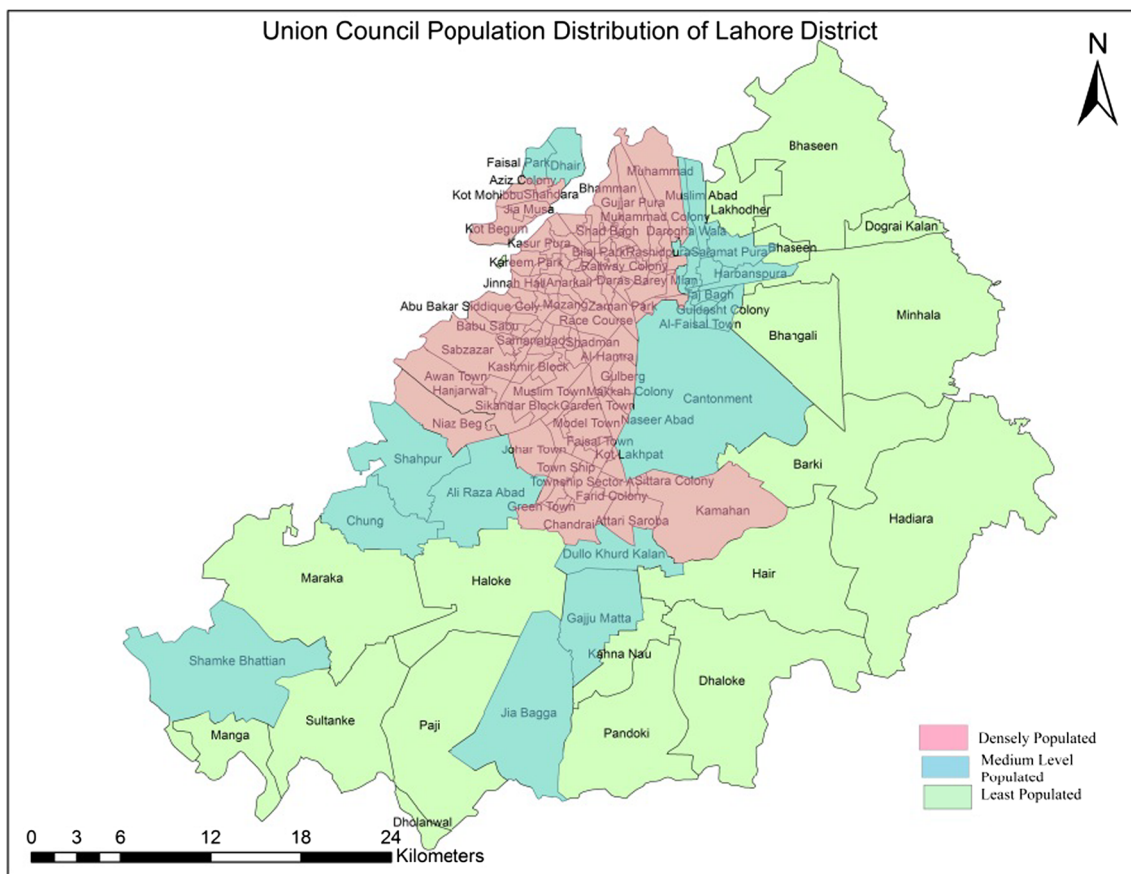 Union Council Population Distribution of Lahore District
N
Bhaseen
Faisal Park
Dhair
Muhammad
Aziz Colony
Kot Mohibbu
Shahdara
Bhamman
Muslim Abad
Gujjar Pura
Lakhodher
Jia Musa
Muhammad Colony
Dograi Kalan
Kot Begum
Shad Bagh
Darogha Wala
Kasur Pura
Bhaseen
Bilal Park
Rashidpura
Salamat Pura
Kareem Park
Railway Colony
Harbanspura
Jinnah Hall
Anarkali
Daras Barey Mian
Taj Bagh
Abu Bakar Siddique Coly
Mozang
Zaman Park
Guldasht Colony
Minhala
Babu Sabu
Race Course
Al-Faisal Town
Bhangali
Samanabad
Shadman
Sabzazar
Al Hamra
Kashmir Block
Awan Town
Gulberg
Hanjarwal
Muslim Town
Makkah Colony
Cantonment
Sikandar Block
Garden Town
Niaz Beg
Model Town
Naseer Abad
Faisal Town
Johar Town
Kot Lakhpat
Shahpur
Barki
Town Ship
Township Sector A
Sittara Colony
Ali Raza Abad
Farid Colony
Green Town
Kamahan
Chung
Chandrai
Attari Saroba
Hadiara
Dullo Khurd Kalan
Maraka
Haloke
Hair
Gajju Matta
Kahna Nau
Shamke Bhattian
Dhaloke
Jia Bagga
Sultanke
Paji
Manga
Pandoki
Dholanwal
Densely Populated
Medium Level
Populated
Least Populated
0 3 6 12 18 24
Kilometers